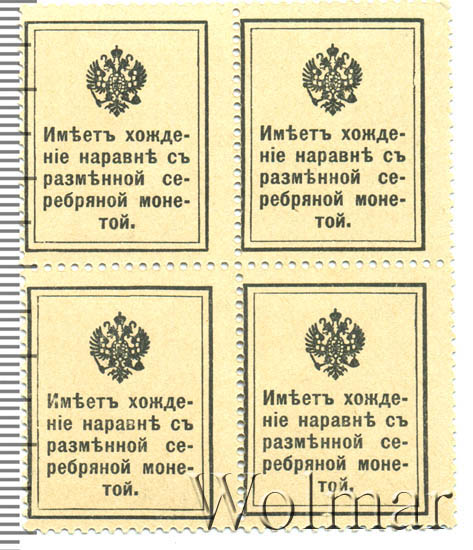 Имѣетъ хожде-
ніе наравнѣ съ
размѣнной се-
ребряной моне-
той.
Имѣетъ хожде-
ніе наравнѣ съ
размѣнной се-
ребряной моне-
той.
Имѣетъ хожде-
ніе наравнѣ съ
размѣнной се-
ребряной моне-
той.
Имѣетъ хожде-
ніе наравнѣ съ
размѣнной се-
ребряной моне-
той.
Wolmar